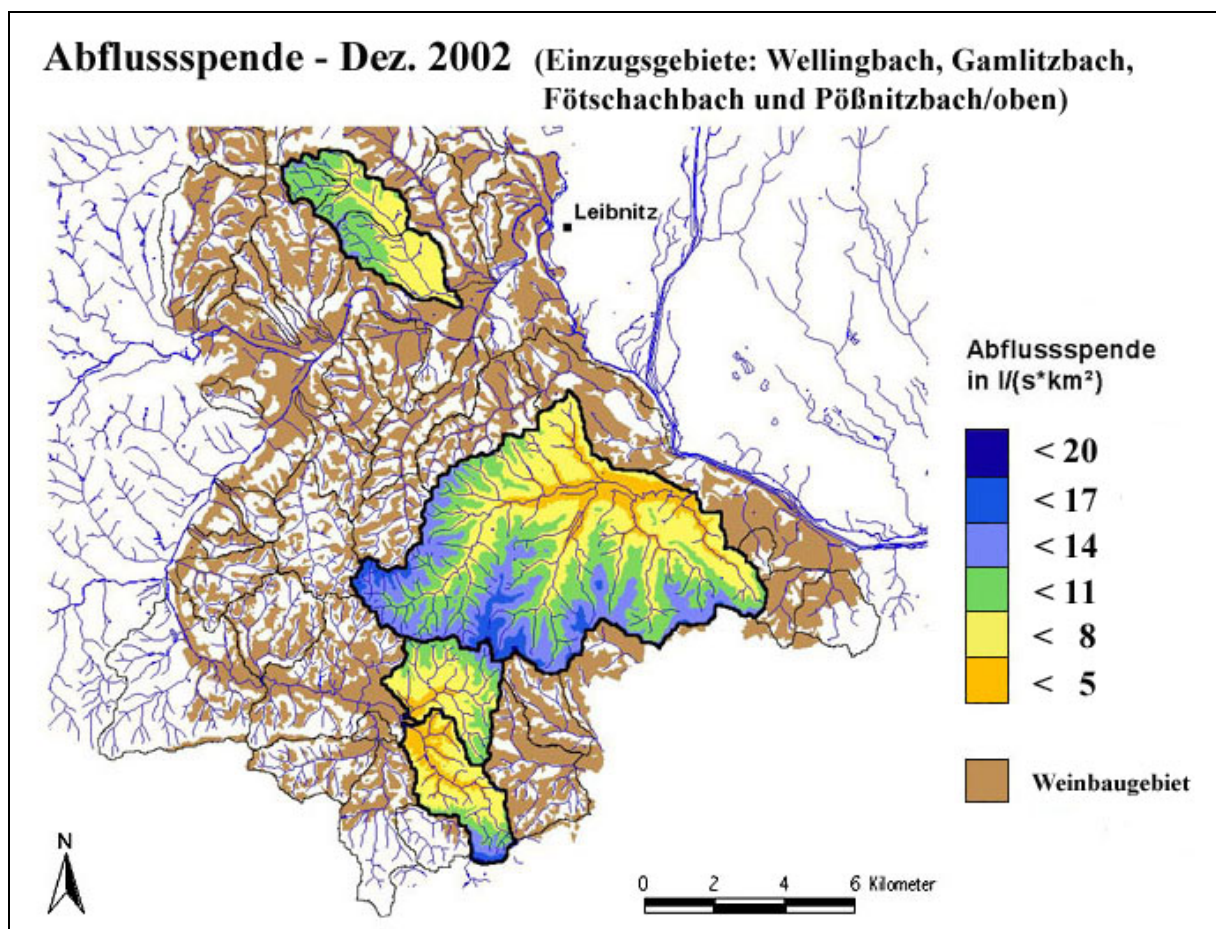 Abflussspende - Dez. 2002 (Einzugsgebiete: Wellingbach, Gamlitzbach,
Fötschachbach und Pößnitzbach/oben)
Leibnitz
Abflussspende
in l/(s*km²)
< 20
< 17
< 14
< 11
< 8
< 5
Weinbaugebiet
N
0 2 4 6 Kilometer